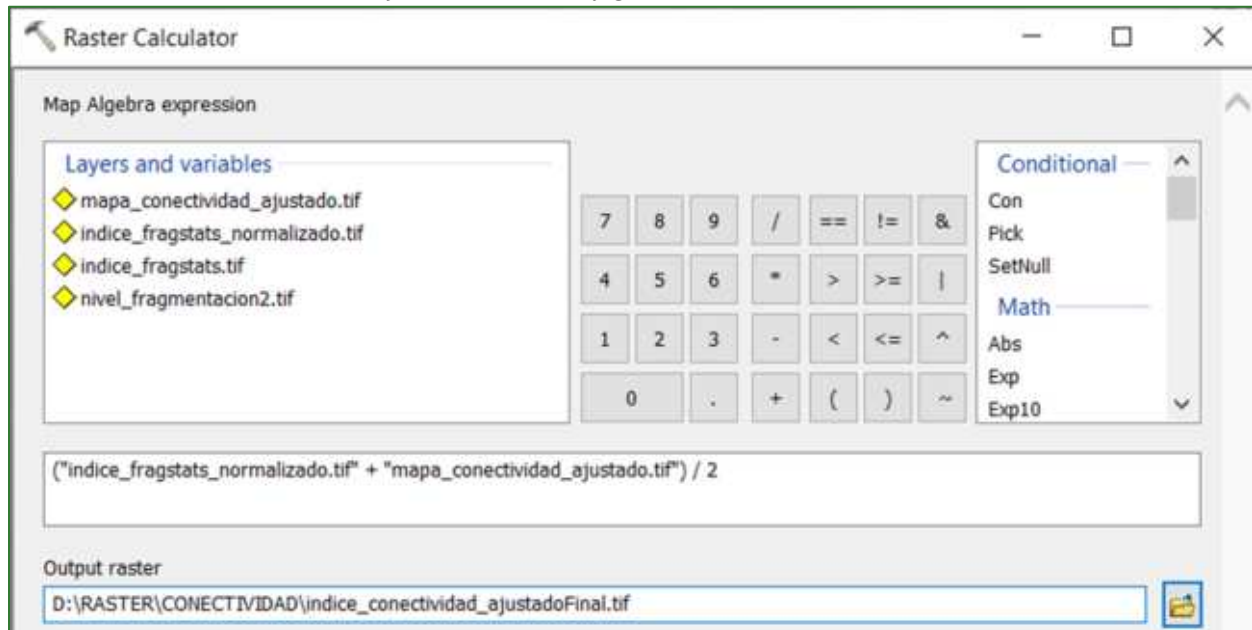 Raster Calculator
Map Algebra expression
Layers and variables
mapa_conectividad_ajustado.tif
indice_fragstats_normalizado.tif
indice_fragstats.tif
nivel_fragmentacion2.tif
7 8 9 / == != &
4 5 6 * > >= |
1 2 3 - < <= ^
0 . + ( ) ~
Conditional
Con
Pick
SetNull
Math
Abs
Exp
Exp10
("indice_fragstats_normalizado.tif" + "mapa_conectividad_ajustado.tif") / 2
Output raster
D:\RASTER\CONECTIVIDAD\indice_conectividad_ajustadoFinal.tif